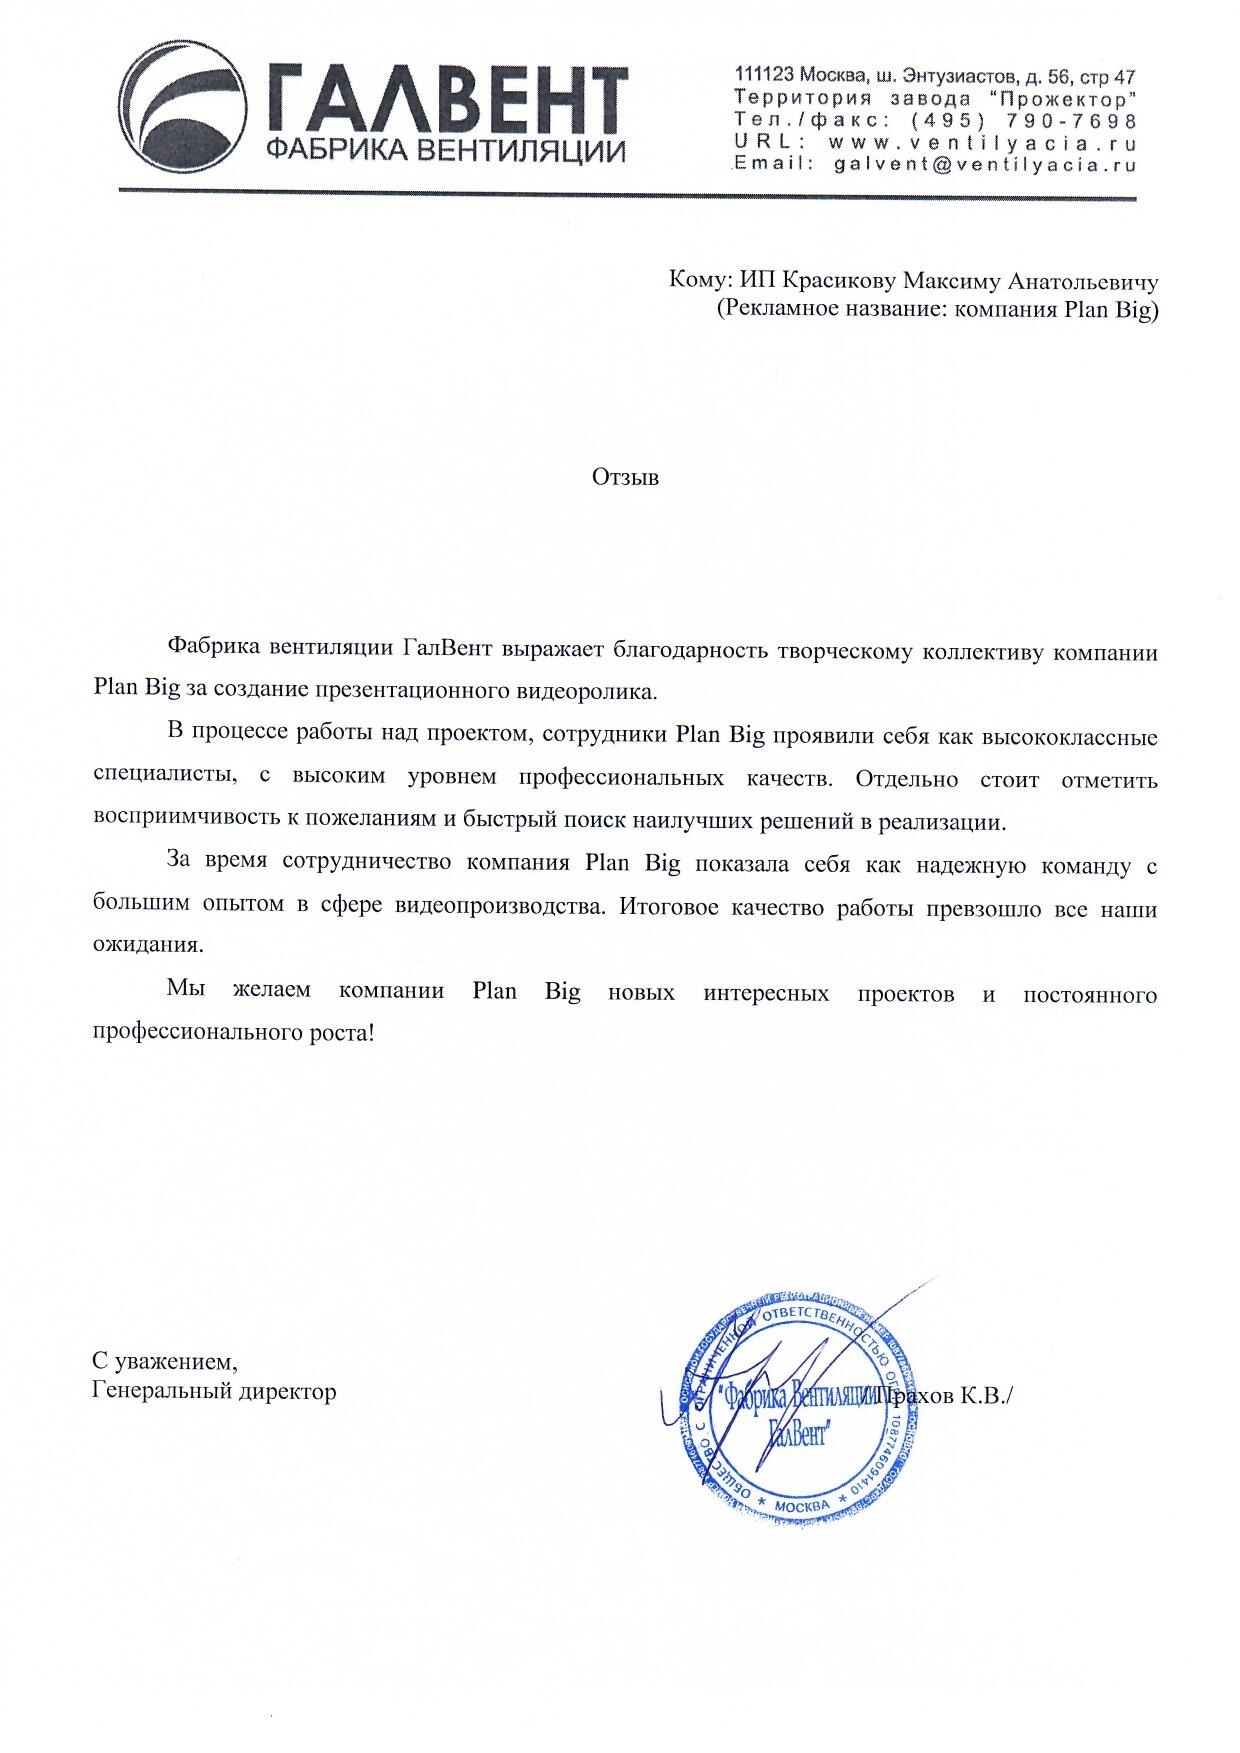 ГАЛВЕНТ
ФАБРИКА ВЕНТИЛЯЦИИ
111123 Москва, ш. Энтузиастов, д. 56, стр 47
Территория завода "Прожектор"
Тел./факс: (495) 790-7698
URL: www.ventilyacia.ru
Email: galvent@ventilyacia.ru
Кому: ИП Красикову Максиму Анатольевичу
(Рекламное название: компания Plan Big)
Отзыв
Фабрика вентиляции ГалВент выражает благодарность творческому коллективу компании
Plan Big за создание презентационного видеоролика.
В процессе работы над проектом, сотрудники Plan Big проявили себя как высококлассные
специалисты, с высоким уровнем профессиональных качеств. Отдельно стоит отметить
восприимчивость к пожеланиям и быстрый поиск наилучших решений в реализации.
За время сотрудничество компания Plan Big показала себя как надежную команду с
большим опытом в сфере видеопроизводства. Итоговое качество работы превзошло все наши
ожидания.
Мы желаем компании Plan Big новых интересных проектов и постоянного
профессионального роста!
С уважением,
Генеральный директор
Прахов К.В./
ОБЩЕСТВО С ОГРАНИЧЕННОЙ ОТВЕТСТВЕННОСТЬЮ ОГРН 1087746091410
"Фабрика Вентиляции
ГалВент"
* МОСКВА *